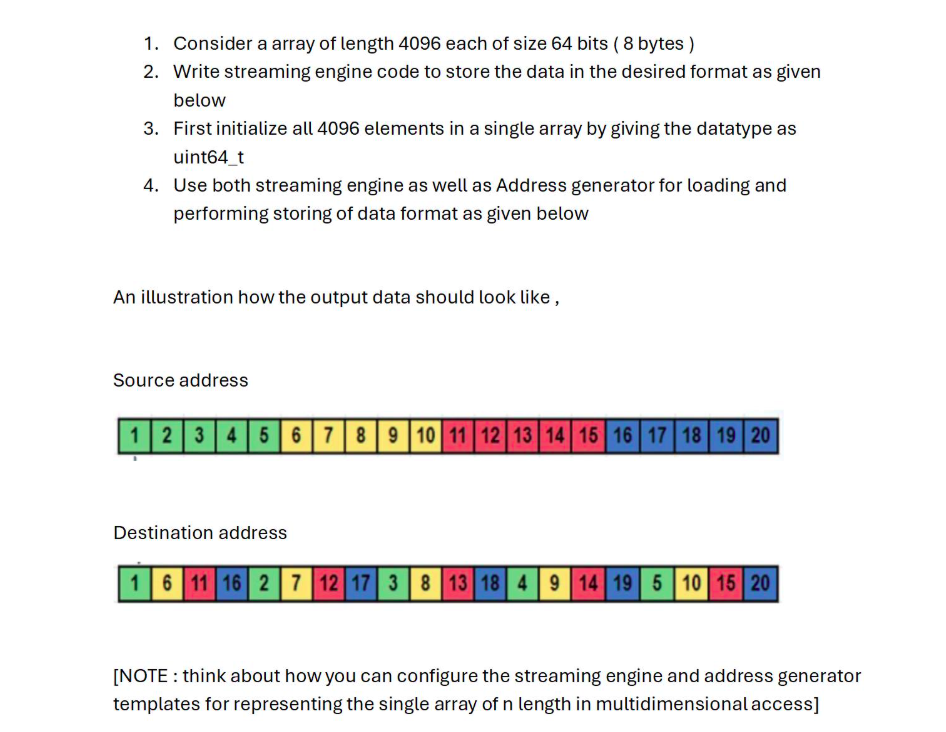 1. Consider a array of length 4096 each of size 64 bits ( 8 bytes )
2. Write streaming engine code to store the data in the desired format as given
below
3. First initialize all 4096 elements in a single array by giving the datatype as
uint64_t
4. Use both streaming engine as well as Address generator for loading and
performing storing of data format as given below
An illustration how the output data should look like ,
Source address
1 2 3 4 5 6 7 8 9 10 11 12 13 14 15 16 17 18 19 20
Destination address
1 6 11 16 2 7 12 17 3 8 13 18 4 9 14 19 5 10 15 20
[NOTE : think about how you can configure the streaming engine and address generator
templates for representing the single array of n length in multidimensional access]